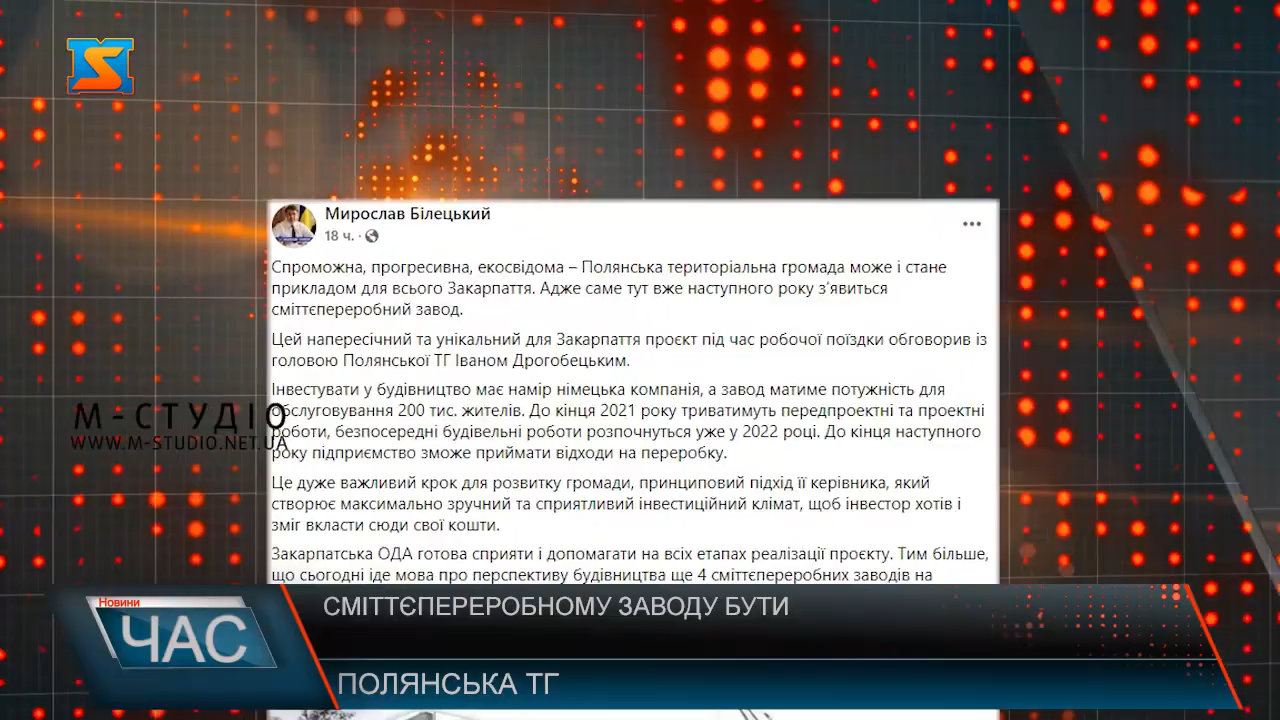 Мирослав Білецький
18 ч. ·
Спроможна, прогресивна, екосвідома – Полянська територіальна громада може і стане
прикладом для всього Закарпаття. Адже саме тут вже наступного року з'явиться
сміттєпереробний завод.
Цей напересічний та унікальний для Закарпаття проєкт під час робочої поїздки обговорив із
головою Полянської ТГ Іваном Дрогобецьким.
Інвестувати у будівництво має намір німецька компанія, а завод матиме потужність для
обслуговування 200 тис. жителів. До кінця 2021 року триватимуть передпроектні та проектні
роботи, безпосередні будівельні роботи розпочнуться уже у 2022 році. До кінця наступного
року підприємство зможе приймати відходи на переробку.
Це дуже важливий крок для розвитку громади, принциповий підхід її керівника, який
створює максимально зручний та сприятливий інвестиційний клімат, щоб інвестор хотів і
зміг вкласти сюди свої кошти.
Закарпатська ОДА готова сприяти і допомагати на всіх етапах реалізації проєкту. Тим більше,
що сьогодні іде мова про перспективу будівництва ще 4 сміттєпереробних заводів на
М-СТУДІО
WWW.M-STUDIO.NET.UA
Новини
ЧАС
СМІТТЄПЕРЕРОБНОМУ ЗАВОДУ БУТИ
ПОЛЯНСЬКА ТГ